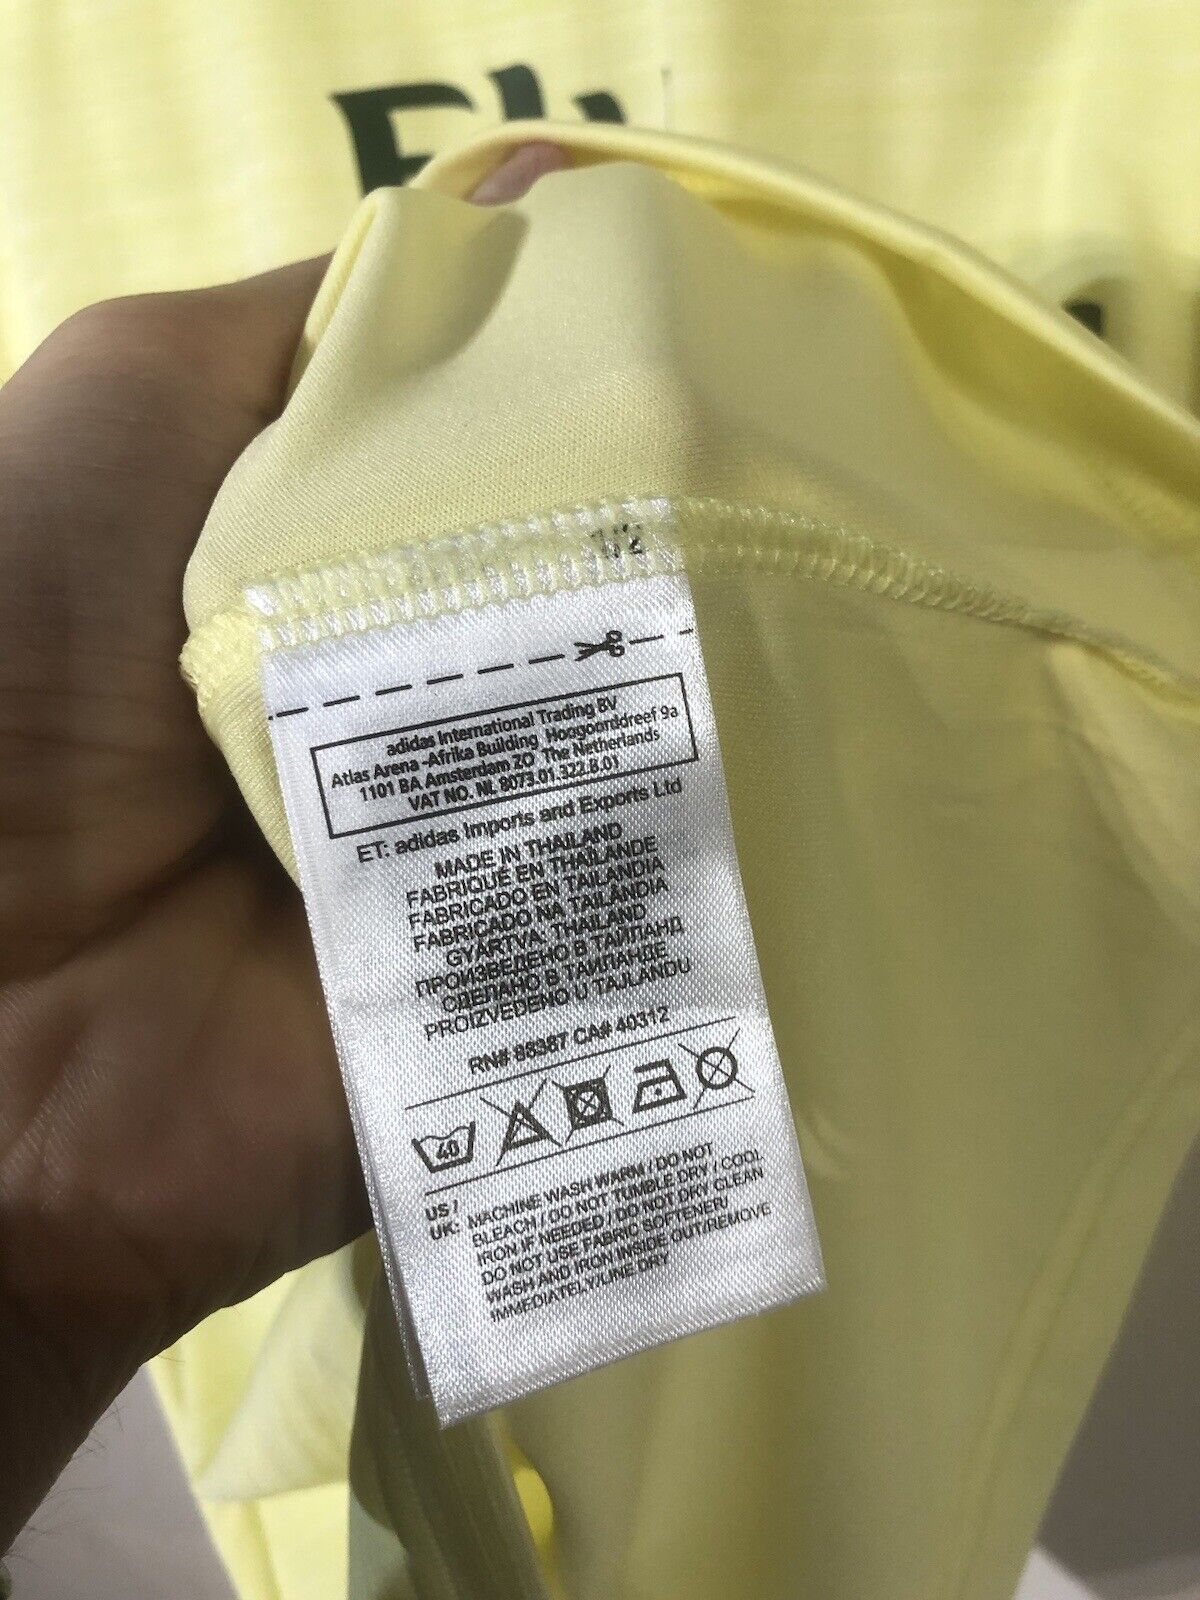 Fly
1/2
adidas International Trading BV
Atlas Arena -Afrika Building Hoogoorddreef 9a
1101 BA Amsterdam ZO The Netherlands
VAT NO. NL 8073.01.322.B.01
ET: adidas Imports and Exports Ltd
MADE IN THAILAND
FABRIQUÉ EN THAÏLANDE
FABRICADO EN TAILANDIA
FABRICADO NA TAILÂNDIA
GYÁRTVA: THAILAND
ПРОИЗВЕДЕНО В ТАИЛАНД
СДЕЛАНО В ТАИЛАНДЕ
PROIZVEDENO U TAJLANDU
RN# 88387 CA# 40312
40
US / UK: MACHINE WASH WARM / DO NOT
BLEACH / DO NOT TUMBLE DRY / COOL
IRON IF NEEDED / DO NOT DRY CLEAN
DO NOT USE FABRIC SOFTENER/
WASH AND IRON INSIDE OUT/REMOVE
IMMEDIATELY/LINE DRY